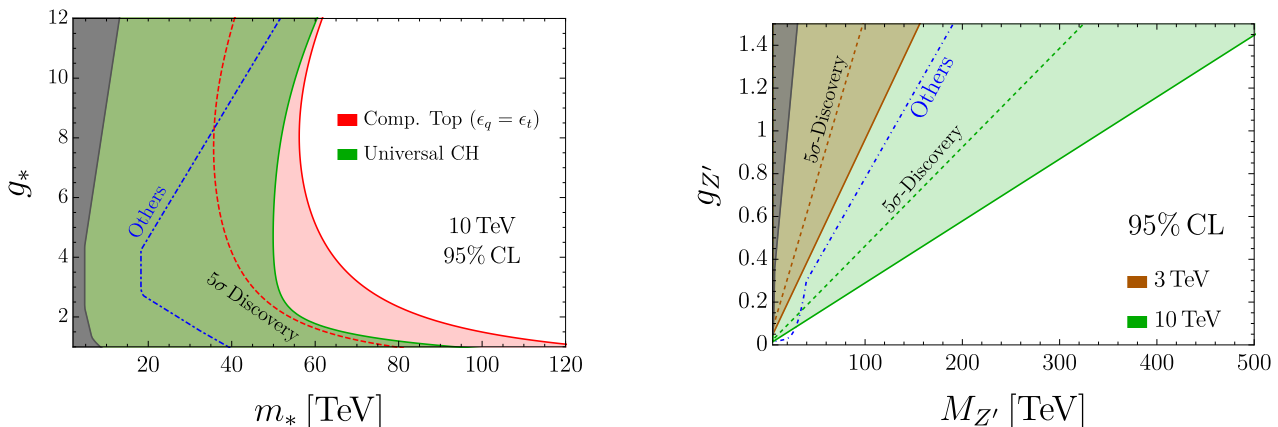 12
10
8
6
4
2
g*
20
40
60
80
100
120
m* [TeV]
Others
5σ Discovery
Comp. Top (ϵq = ϵt)
Universal CH
10 TeV
95% CL
1.4
1.2
1
0.8
0.6
0.4
0.2
0
gZ′
100
200
300
400
500
MZ′ [TeV]
5σ-Discovery
Others
5σ-Discovery
95% CL
3 TeV
10 TeV